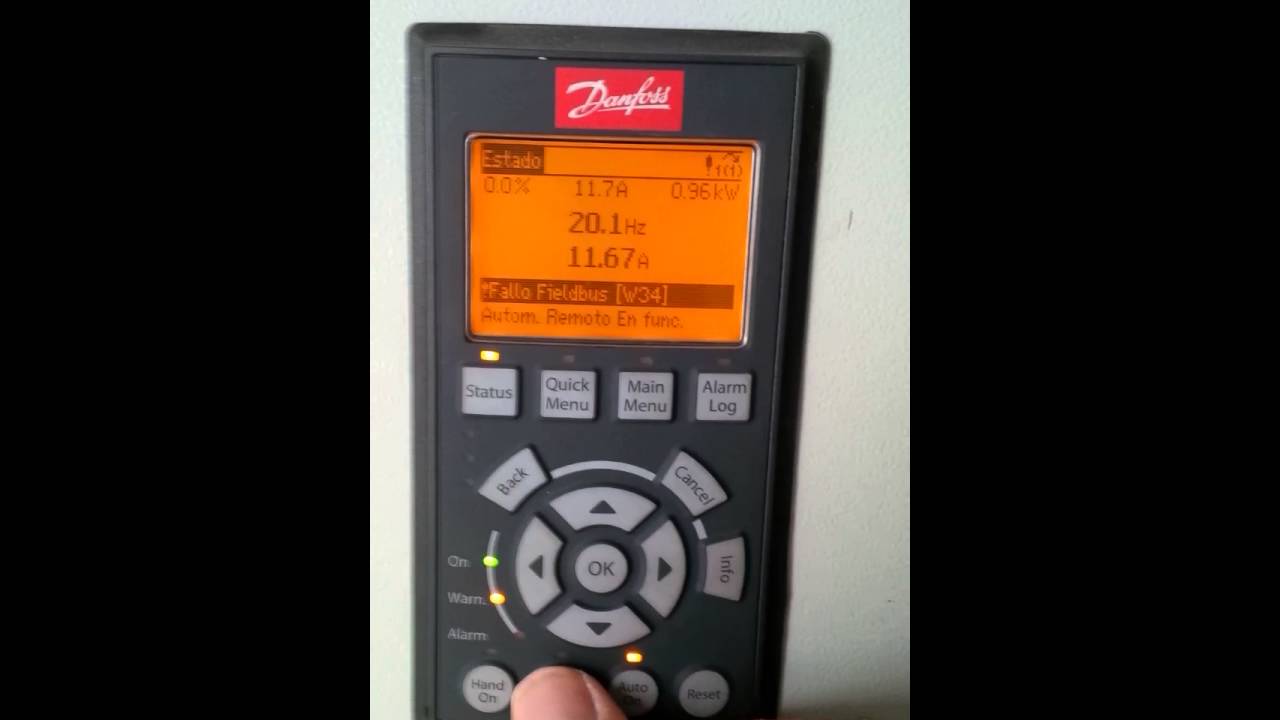 Danfoss
Estado
1(1)
0.0% 11.7A 0.96kW
20.1Hz
11.67A
!Fallo Fieldbus [W34]
Autom. Remoto En func.
Status Quick Menu Main Menu Alarm Log
Back Cancel
Info
OK
On
Warn.
Alarm
Hand On Auto On Reset